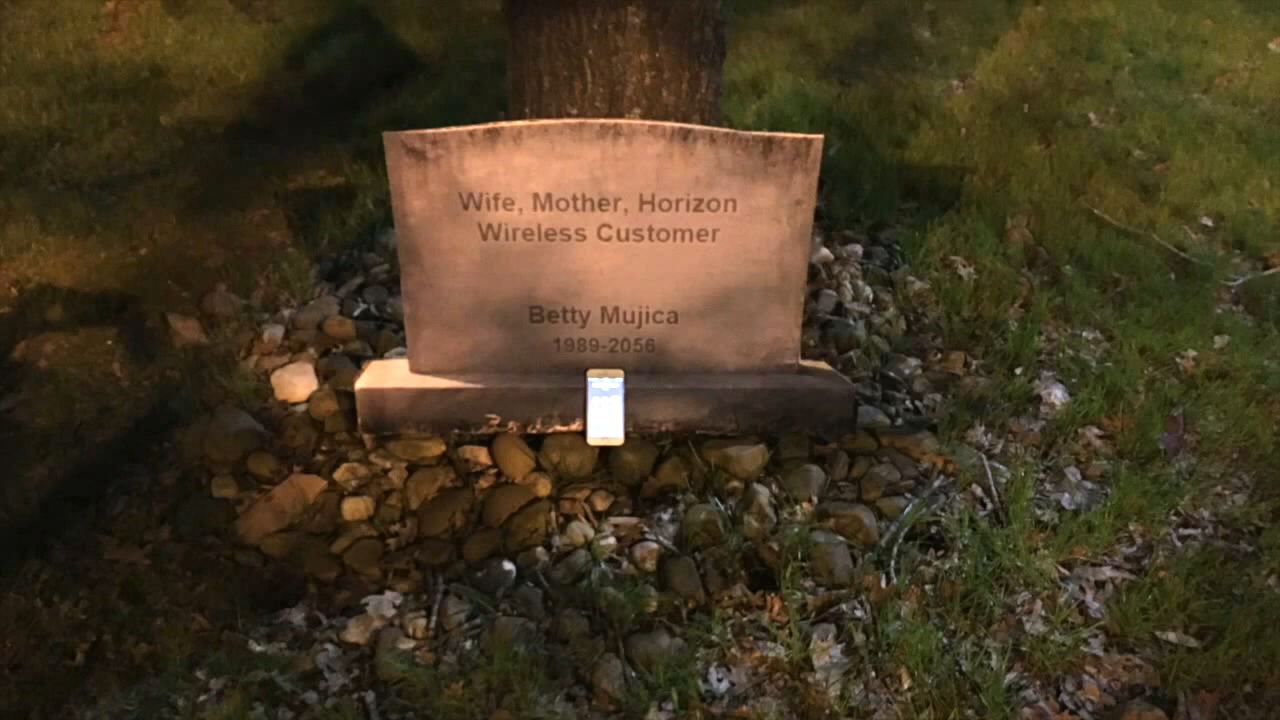 Wife, Mother, Horizon
Wireless Customer
Betty Mujica
1989-2056